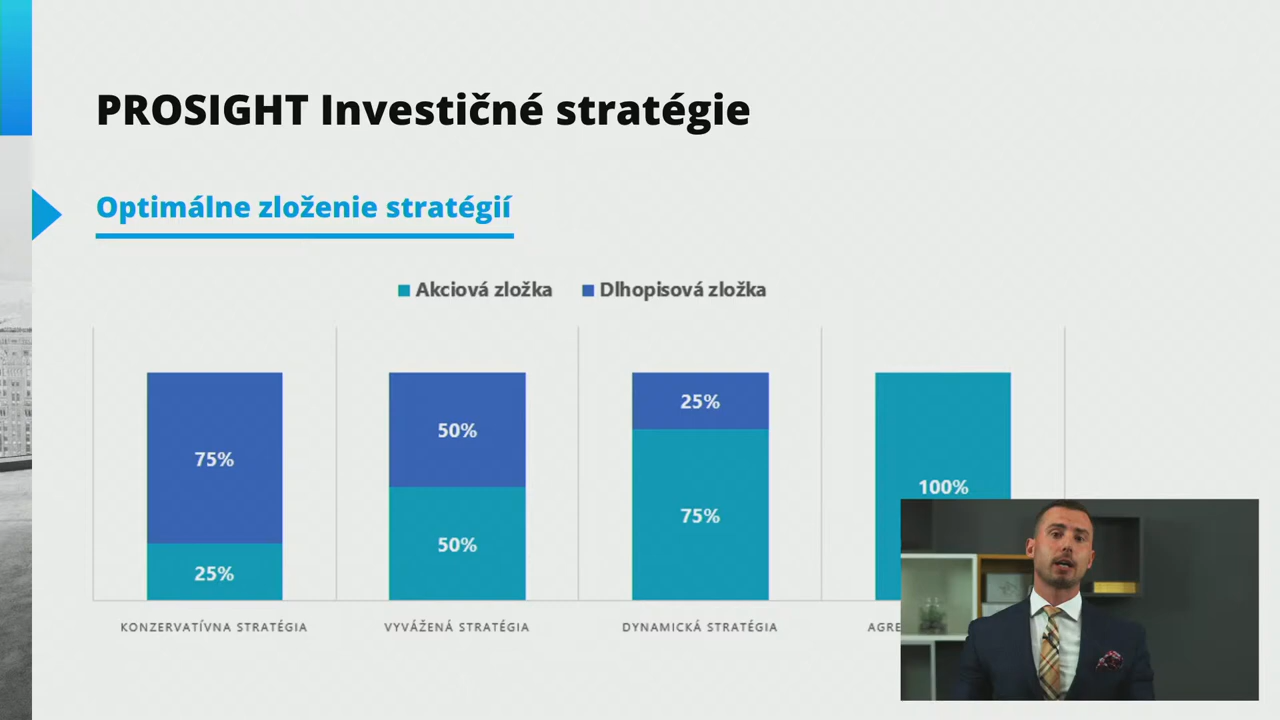 PROSIGHT Investičné stratégie
Optimálne zloženie stratégií
Akciová zložka Dlhopisová zložka
75% 50% 25% 100%
25% 50% 75%
KONZERVATÍVNA STRATÉGIA VYVÁŽENÁ STRATÉGIA DYNAMICKÁ STRATÉGIA AGRE